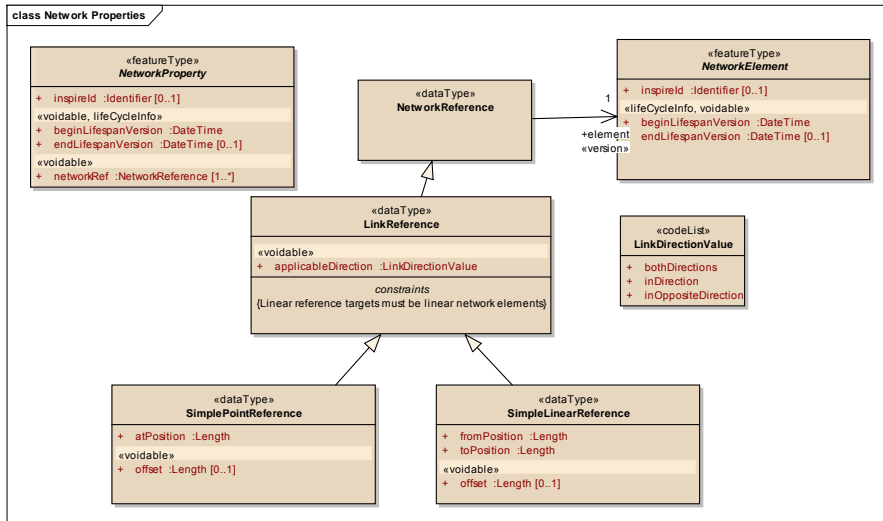 class Network Properties
«featureType»
NetworkProperty
+ inspireId :Identifier [0..1]
«voidable, lifeCycleInfo»
+ beginLifespanVersion :DateTime
+ endLifespanVersion :DateTime [0..1]
«voidable»
+ networkRef :NetworkReference [1..*]
«dataType»
NetworkReference
1
+element
«version»
«featureType»
NetworkElement
+ inspireId :Identifier [0..1]
«lifeCycleInfo, voidable»
+ beginLifespanVersion :DateTime
endLifespanVersion :DateTime [0..1]
«dataType»
LinkReference
«voidable»
+ applicableDirection :LinkDirectionValue
constraints
{Linear reference targets must be linear network elements}
«codeList»
LinkDirectionValue
+ bothDirections
+ inDirection
+ inOppositeDirection
«dataType»
SimplePointReference
+ atPosition :Length
«voidable»
+ offset :Length [0..1]
«dataType»
SimpleLinearReference
+ fromPosition :Length
+ toPosition :Length
«voidable»
+ offset :Length [0..1]